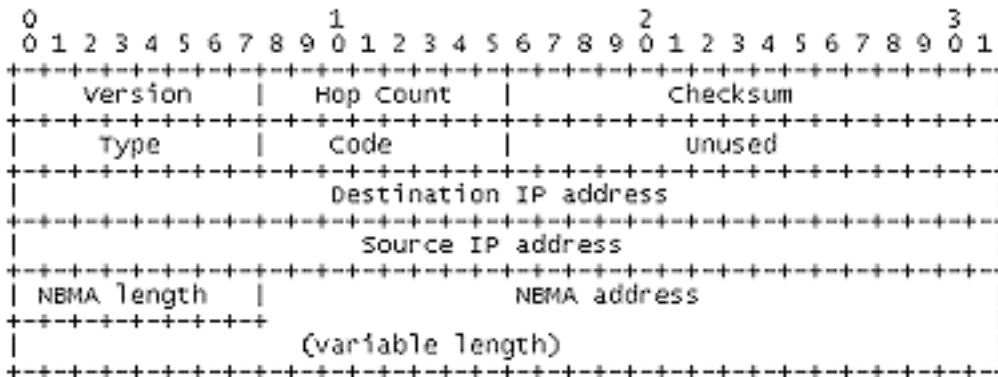 0                   1                   2                   3
0 1 2 3 4 5 6 7 8 9 0 1 2 3 4 5 6 7 8 9 0 1 2 3 4 5 6 7 8 9 0 1
+-+-+-+-+-+-+-+-+-+-+-+-+-+-+-+-+-+-+-+-+-+-+-+-+-+-+-+-+-+-+-+-
|    Version    |   Hop Count   |          Checksum
+-+-+-+-+-+-+-+-+-+-+-+-+-+-+-+-+-+-+-+-+-+-+-+-+-+-+-+-+-+-+-+-
|     Type      |    Code       |           Unused
+-+-+-+-+-+-+-+-+-+-+-+-+-+-+-+-+-+-+-+-+-+-+-+-+-+-+-+-+-+-+-+-
|                    Destination IP address
+-+-+-+-+-+-+-+-+-+-+-+-+-+-+-+-+-+-+-+-+-+-+-+-+-+-+-+-+-+-+-+-
|                      Source IP address
+-+-+-+-+-+-+-+-+-+-+-+-+-+-+-+-+-+-+-+-+-+-+-+-+-+-+-+-+-+-+-+-
| NBMA length   |                NBMA address
+-+-+-+-+-+-+-+-+
|                  (variable length)
+-+-+-+-+-+-+-+-+-+-+-+-+-+-+-+-+-+-+-+-+-+-+-+-+-+-+-+-+-+-+-+-